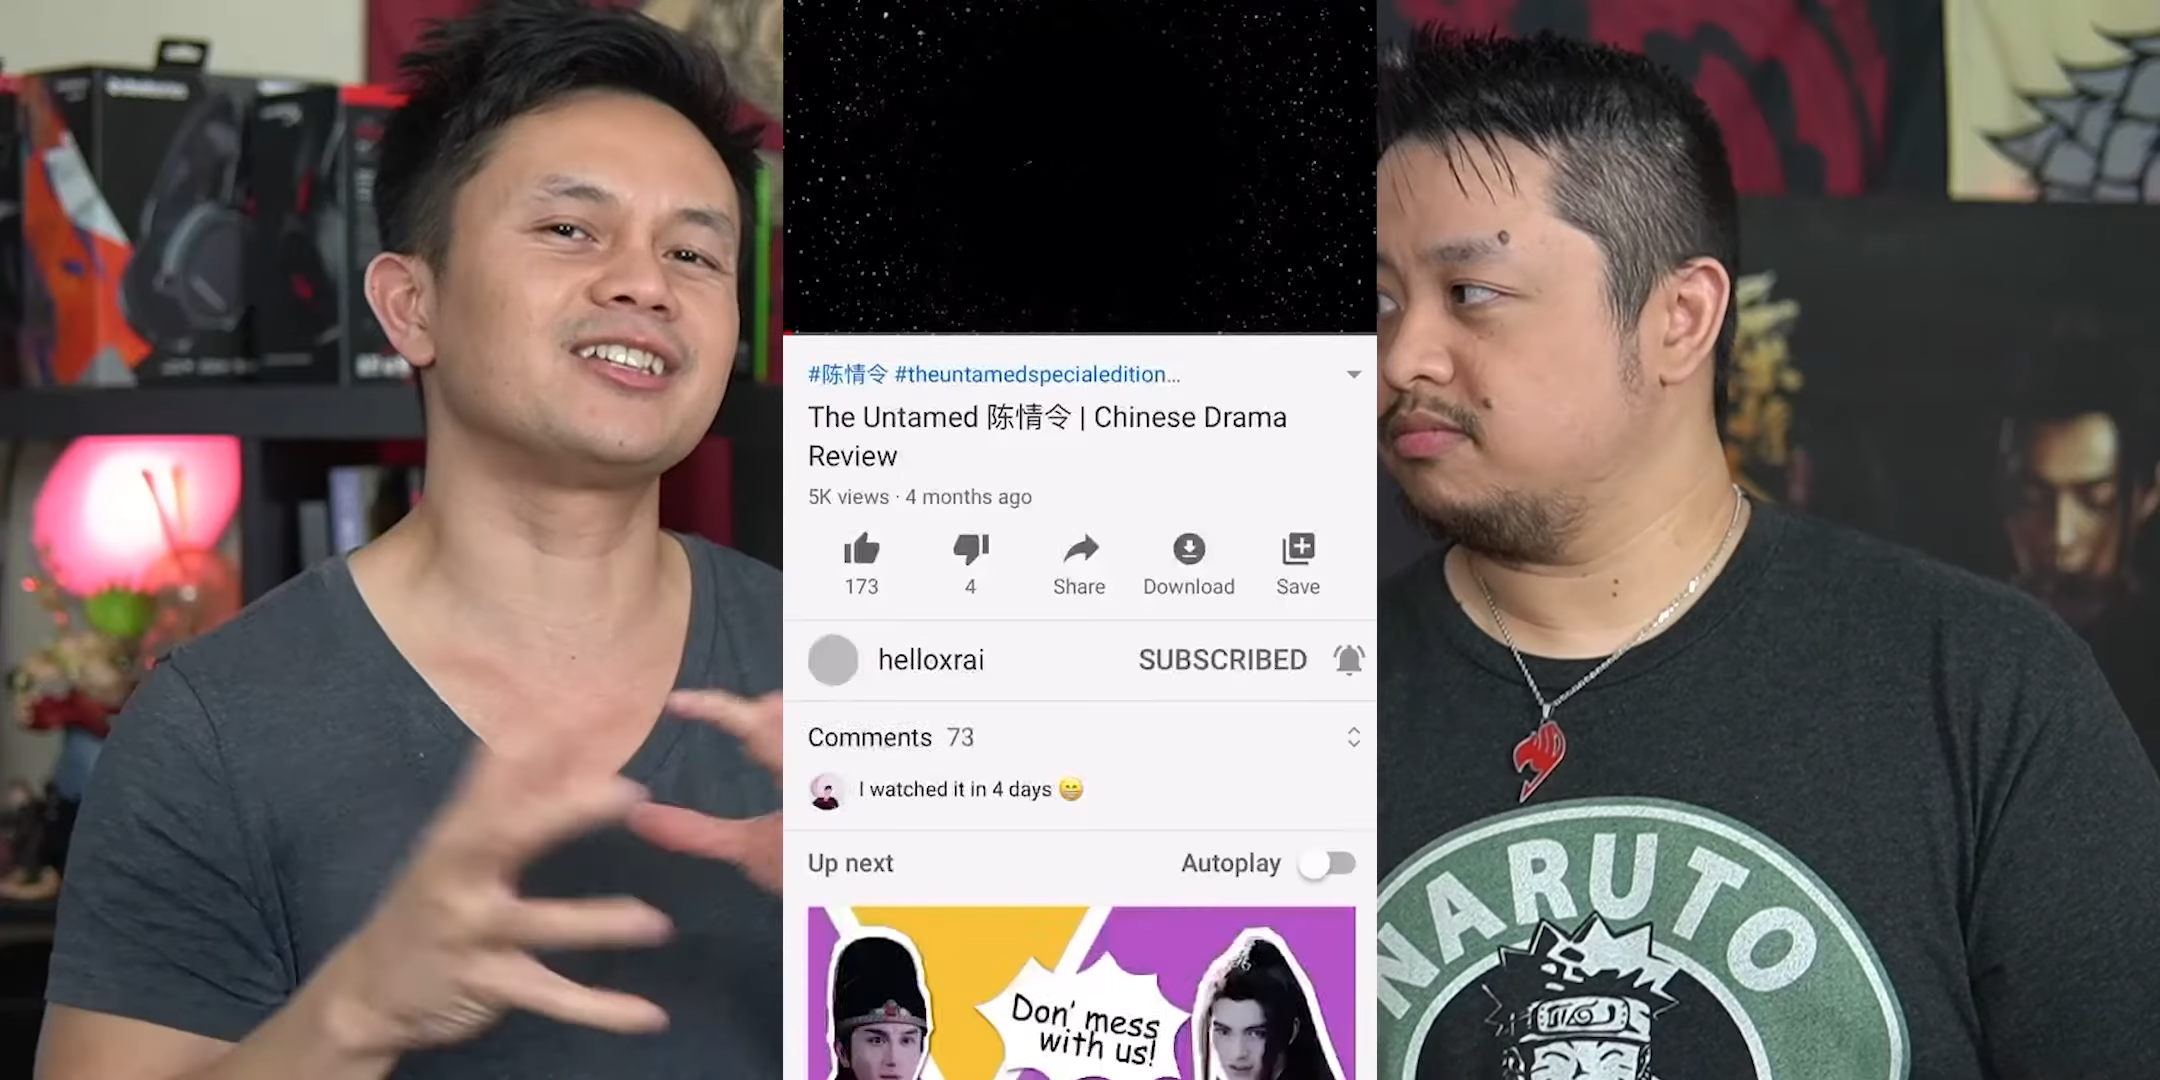 #陈情令 #theuntamedspecialedition...
The Untamed 陈情令 | Chinese Drama
Review
5K views · 4 months ago
173
4
Share
Download
Save
helloxrai
SUBSCRIBED
Comments 73
I watched it in 4 days 😁
Up next
Autoplay
Don' mess
with us!
NARUTO